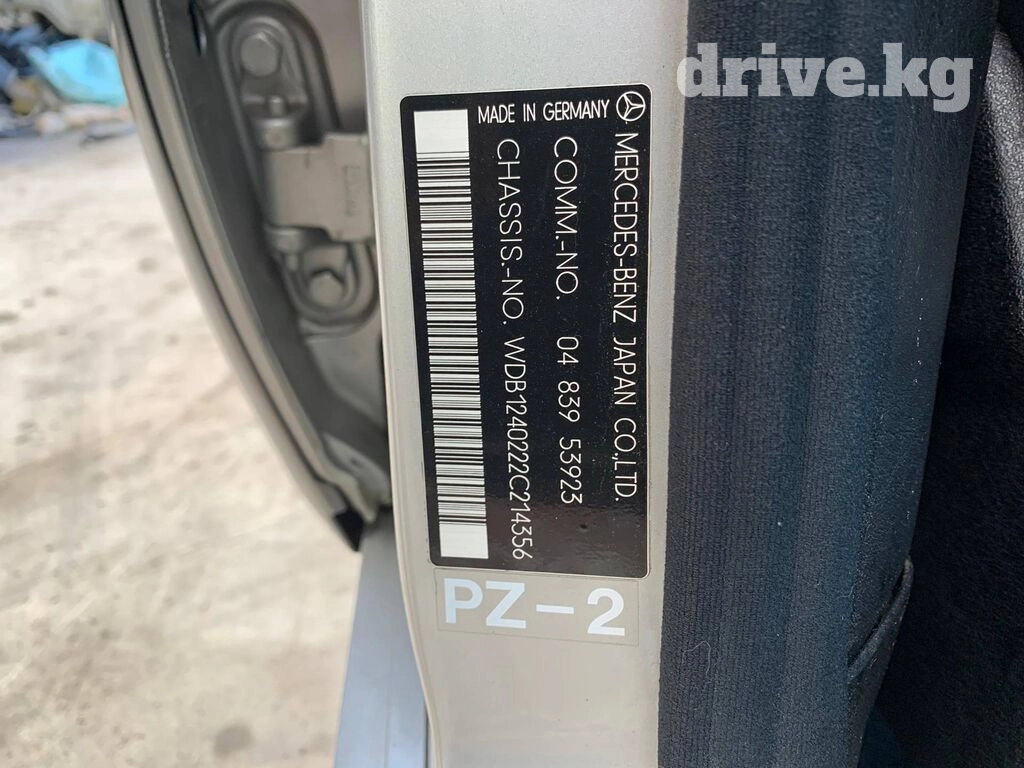 drive.kg
MERCEDES-BENZ JAPAN CO.,LTD.
MADE IN GERMANY
COMM.-NO. 04 839 53923
CHASSIS.-NO. WDB1240222C214356
PZ-2